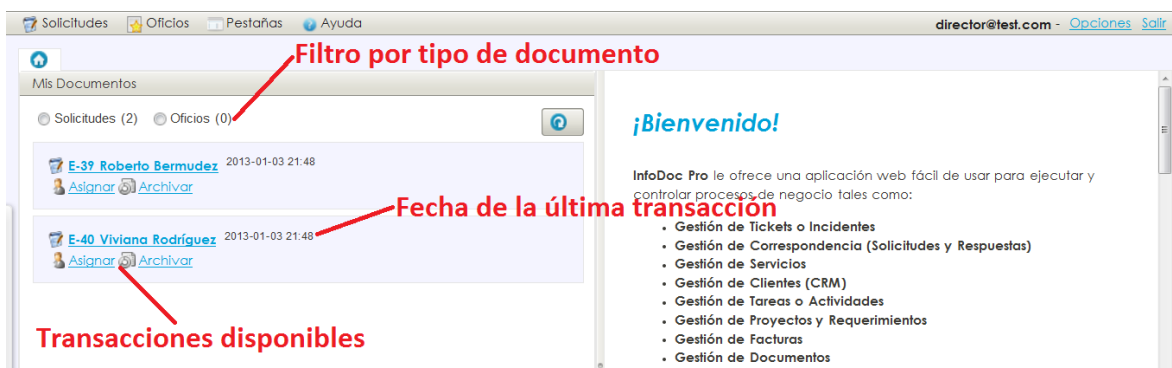 Solicitudes Oficios Pestañas Ayuda director@test.com - Opciones Salir
Filtro por tipo de documento
Mis Documentos
Solicitudes (2) Oficios (0)
E-39 Roberto Bermudez 2013-01-03 21:48
Asignar Archivar
Fecha de la última transacción
E-40 Viviana Rodríguez 2013-01-03 21:48
Asignar Archivar
Transacciones disponibles
¡Bienvenido!
InfoDoc Pro le ofrece una aplicación web fácil de usar para ejecutar y
controlar procesos de negocio tales como:
• Gestión de Tickets o Incidentes
• Gestión de Correspondencia (Solicitudes y Respuestas)
• Gestión de Servicios
• Gestión de Clientes (CRM)
• Gestión de Tareas o Actividades
• Gestión de Proyectos y Requerimientos
• Gestión de Facturas
• Gestión de Documentos